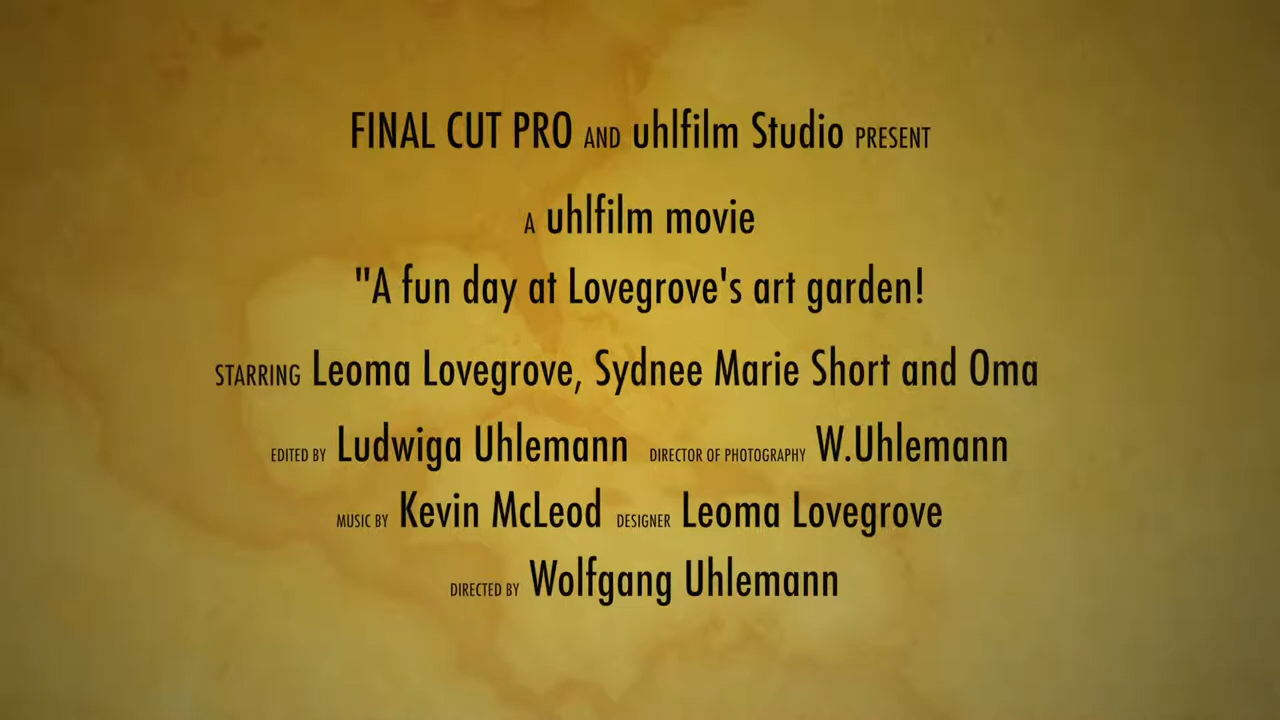 FINAL CUT PRO AND uhlfilm Studio PRESENT
A uhlfilm movie
"A fun day at Lovegrove's art garden!
STARRING Leoma Lovegrove, Sydnee Marie Short and Oma
EDITED BY Ludwiga Uhlemann DIRECTOR OF PHOTOGRAPHY W.Uhlemann
MUSIC BY Kevin McLeod DESIGNER Leoma Lovegrove
DIRECTED BY Wolfgang Uhlemann